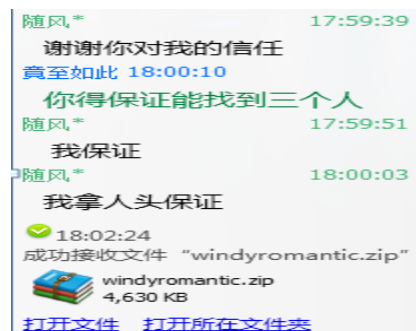 随风* 17:59:39
谢谢你对我的信任
竟至如此 18:00:10
你得保证能找到三个人
随风* 17:59:51
我保证
随风* 18:00:03
我拿人头保证
18:02:24
成功接收文件 “windyromantic.zip”
windyromantic.zip
4,630 KB
打开文件 打开所在文件夹